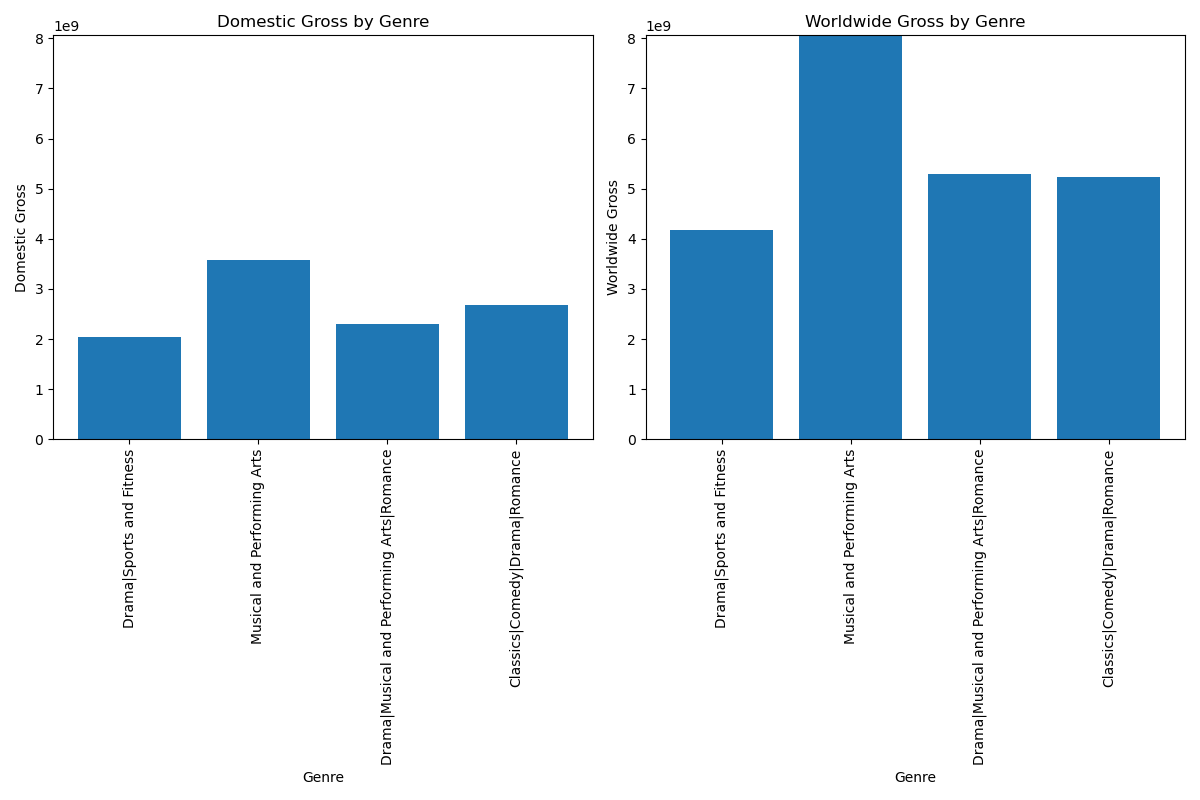 Domestic Gross by Genre
1e9
8
7
6
5
4
3
2
1
0
Domestic Gross
Drama|Sports and Fitness
Musical and Performing Arts
Drama|Musical and Performing Arts|Romance
Classics|Comedy|Drama|Romance
Genre
Worldwide Gross by Genre
1e9
8
7
6
5
4
3
2
1
0
Worldwide Gross
Drama|Sports and Fitness
Musical and Performing Arts
Drama|Musical and Performing Arts|Romance
Classics|Comedy|Drama|Romance
Genre